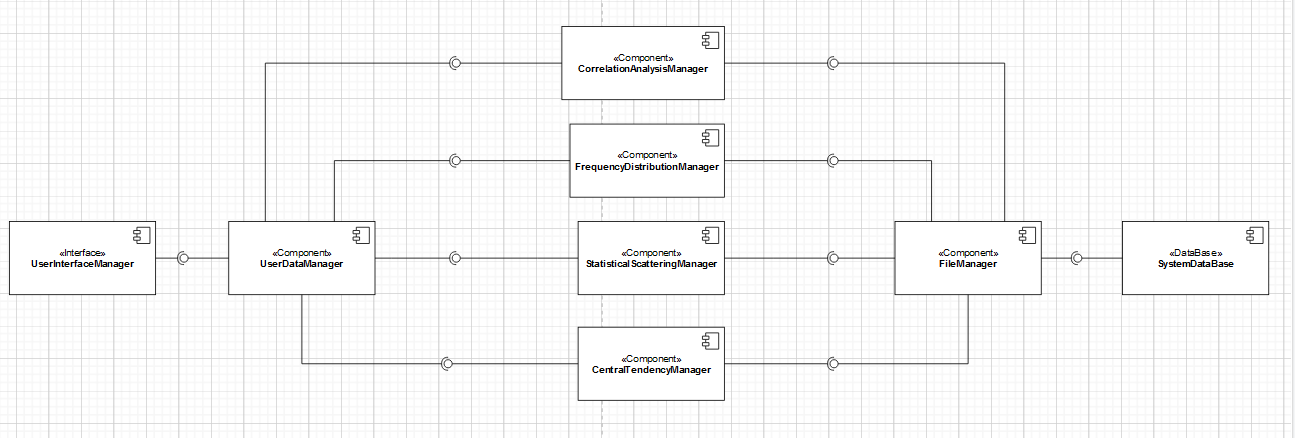 «Component»
CorrelationAnalysisManager
«Component»
FrequencyDistributionManager
«Interface»
UserInterfaceManager
«Component»
UserDataManager
«Component»
StatisticalScatteringManager
«Component»
FileManager
«DataBase»
SystemDataBase
«Component»
CentralTendencyManager